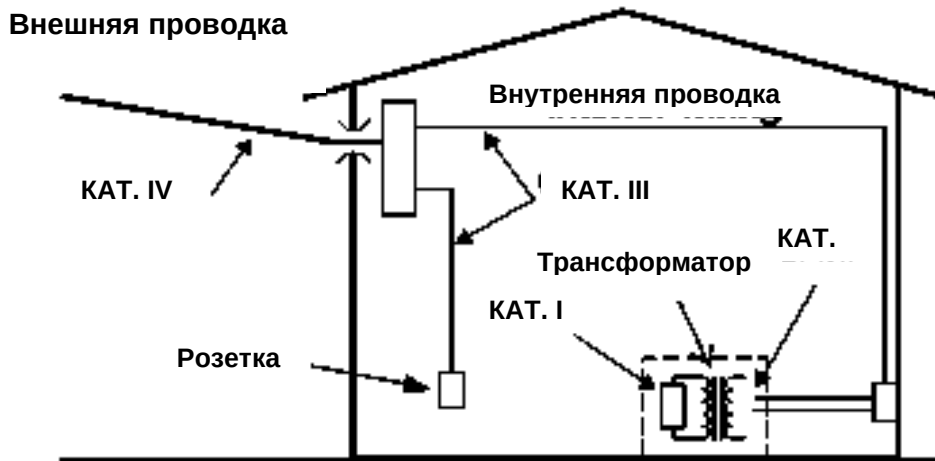 Внешняя проводка
Внутренняя проводка
КАТ. IV
КАТ. III
КАТ.
Трансформатор
КАТ. I
Розетка